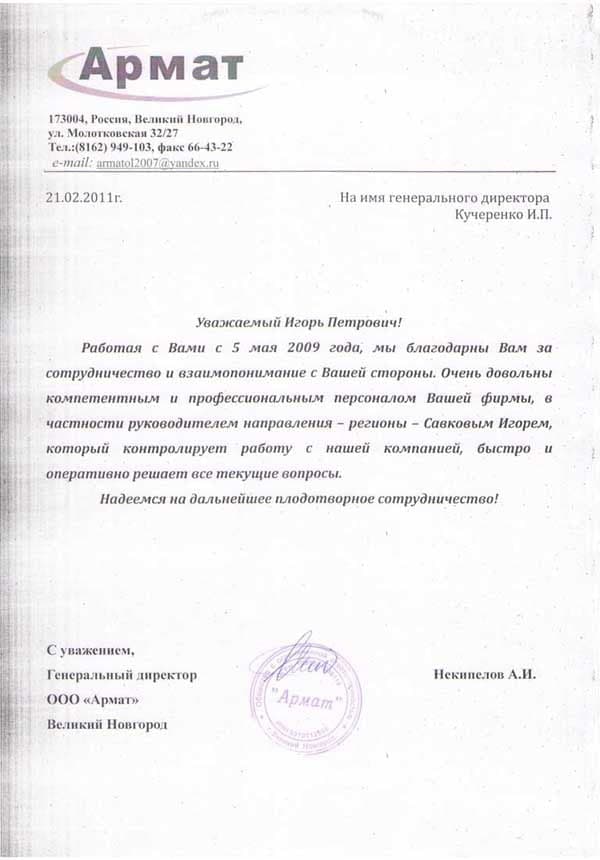 Армат
173004, Россия, Великий Новгород,
ул. Молотковская 32/27
Тел.:(8162) 949-103, факс 66-43-22
e-mail: armatol2007@yandex.ru
21.02.2011г.
На имя генерального директора
Кучеренко И.П.
Уважаемый Игорь Петрович!
Работая с Вами с 5 мая 2009 года, мы благодарны Вам за
сотрудничество и взаимопонимание с Вашей стороны. Очень довольны
компетентным и профессиональным персоналом Вашей фирмы, в
частности руководителем направления – регионы – Савковым Игорем,
который контролирует работу с нашей компанией, быстро и
оперативно решает все текущие вопросы.
Надеемся на дальнейшее плодотворное сотрудничество!
С уважением,
Генеральный директор
ООО «Армат»
Великий Новгород
"Армат"
Некипелов А.И.